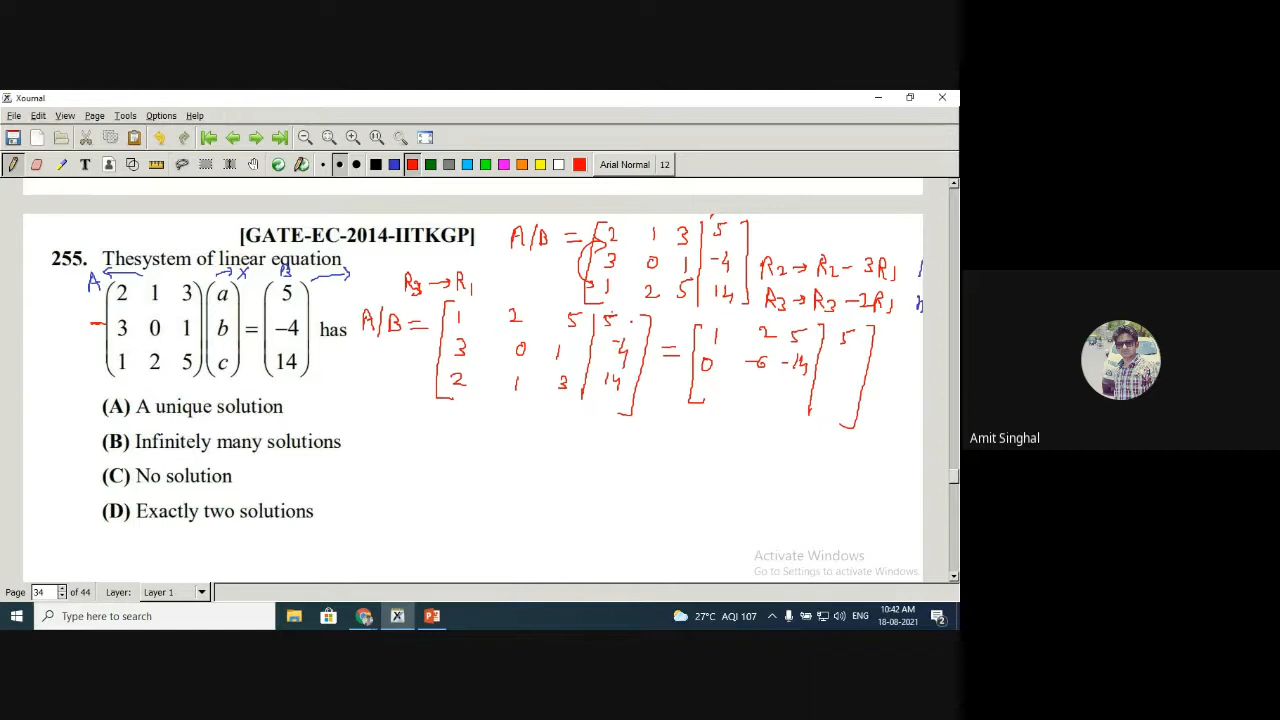 Xournal
File Edit View Page Tools Options Help
Arial Normal 12
[GATE-EC-2014-IITKGP]
255. Thesystem of linear equation
A X B
2 1 3 a 5
3 0 1 b = -4 has
1 2 5 c 14
(A) A unique solution
(B) Infinitely many solutions
(C) No solution
(D) Exactly two solutions
A/B = [ 2 1 3 | 5
3 0 1 | -4
1 2 5 | 14 ]
R3 → R1
R2 → R2 - 3R1
R3 → R3 - 2R1
A/B = [ 1 2 5 | 5
3 0 1 | -4
2 1 3 | 14 ]
= [ 1 2 5 | 5
0 -6 -14 | ]
Activate Windows
Go to Settings to activate Windows.
Page 34 of 44 Layer: Layer 1
Type here to search
27°C AQI 107 ENG 10:42 AM
18-08-2021
2
Amit Singhal